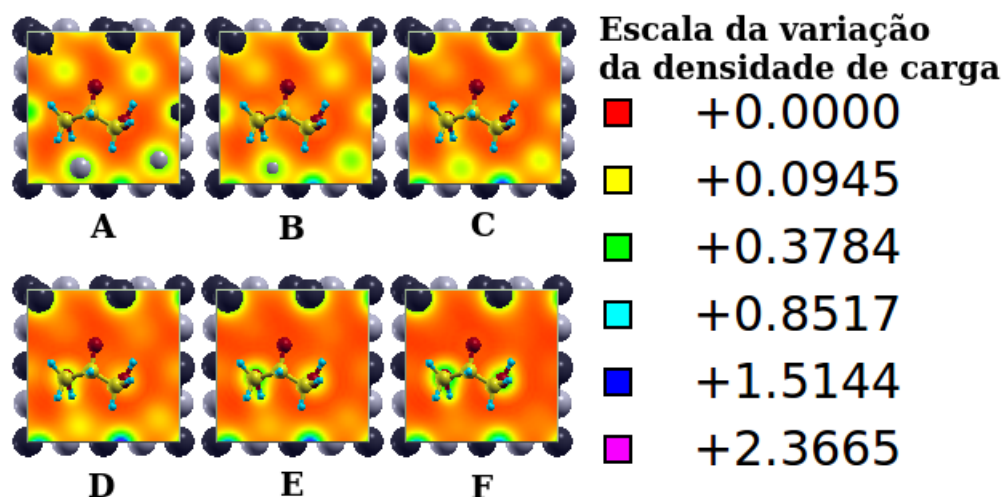 Escala da variação
da densidade de carga
+0.0000
+0.0945
+0.3784
+0.8517
+1.5144
+2.3665
A B C
D E F